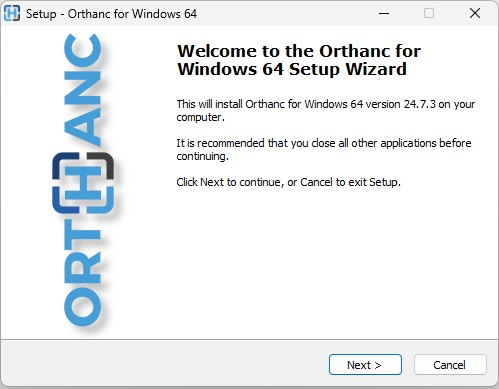 Setup - Orthanc for Windows 64
ORTHANC
Welcome to the Orthanc for
Windows 64 Setup Wizard
This will install Orthanc for Windows 64 version 24.7.3 on your
computer.
It is recommended that you close all other applications before
continuing.
Click Next to continue, or Cancel to exit Setup.
Next >
Cancel